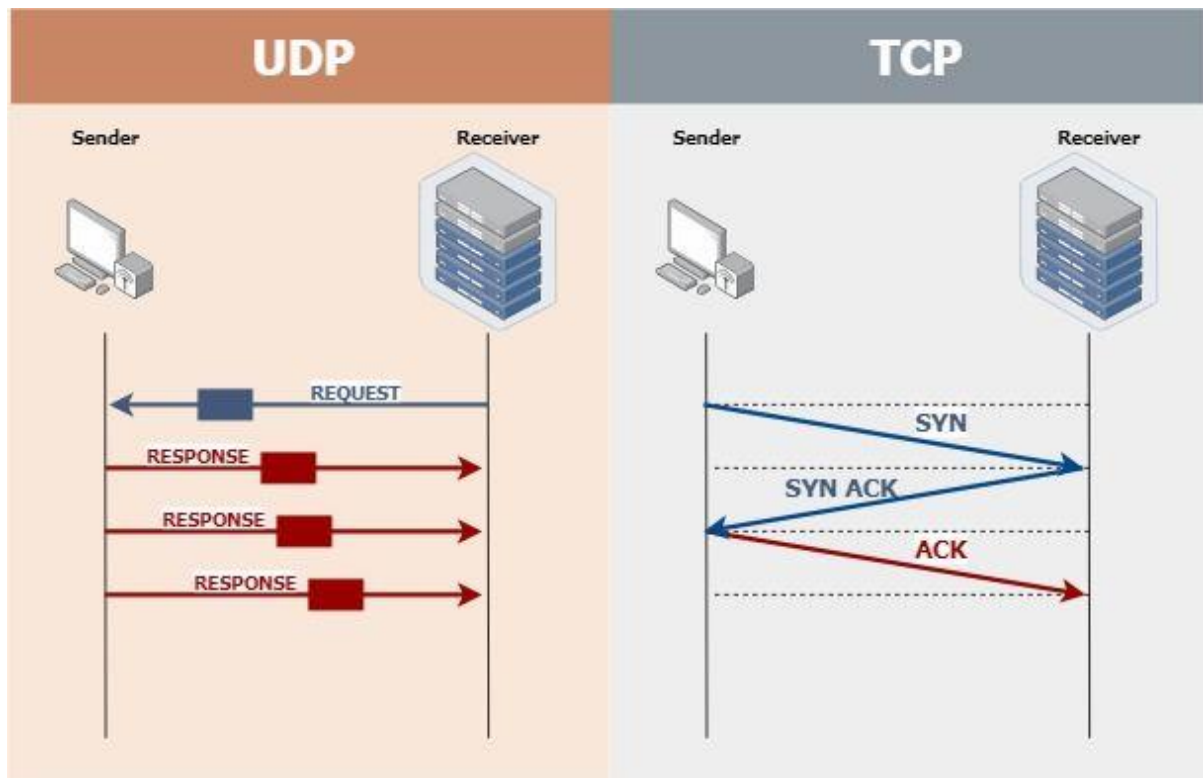 UDP
Sender
Receiver
REQUEST
RESPONSE
RESPONSE
RESPONSE
TCP
Sender
Receiver
SYN
SYN ACK
ACK